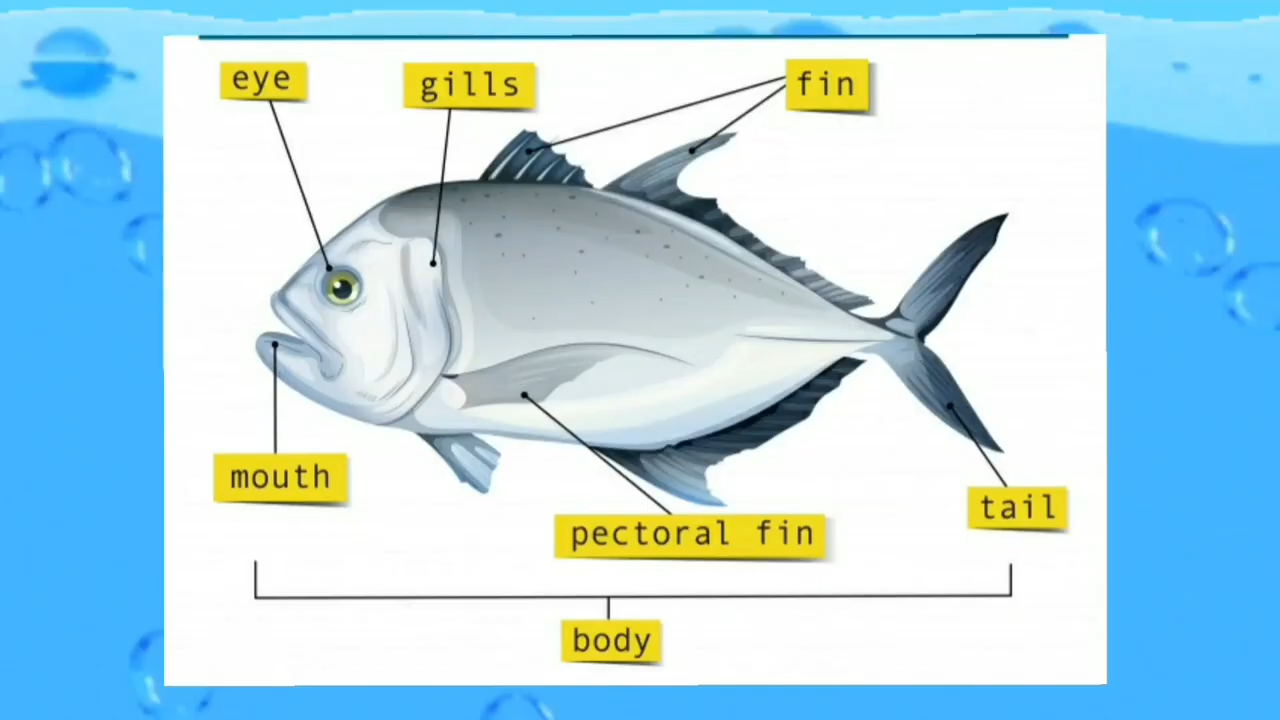 eye
gills
fin
mouth
tail
pectoral fin
body